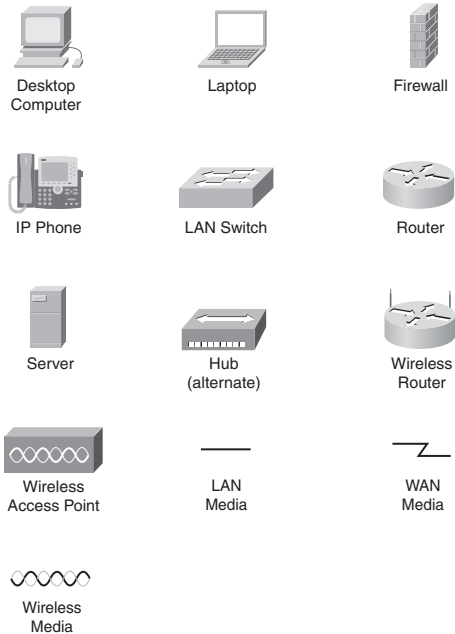 Desktop
Computer
Laptop
Firewall
IP Phone
LAN Switch
Router
Server
Hub
(alternate)
Wireless
Router
Wireless
Access Point
LAN
Media
WAN
Media
Wireless
Media